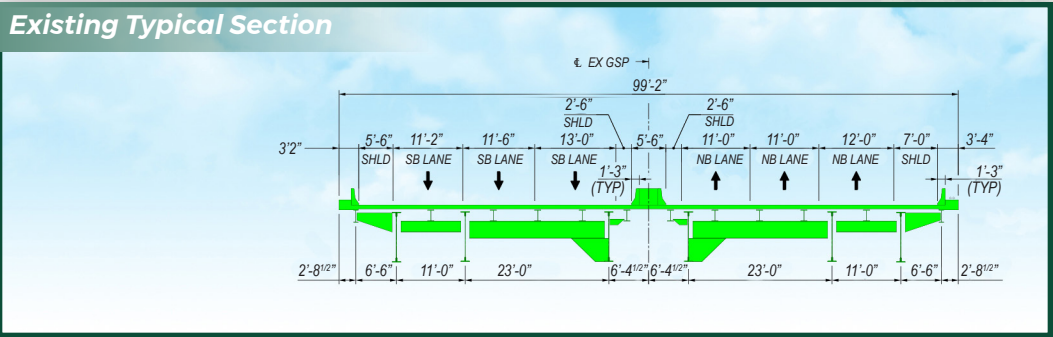 Existing Typical Section
℄ EX GSP
99'-2"
2'-6" 2'-6"
SHLD SHLD
3'2" 5'-6" 11'-2" 11'-6" 13'-0" 5'-6" 11'-0" 11'-0" 12'-0" 7'-0" 3'-4"
SHLD SB LANE SB LANE SB LANE NB LANE NB LANE NB LANE SHLD
1'-3" 1'-3"
(TYP) (TYP)
2'-8 1/2" 6'-6" 11'-0" 23'-0" 6'-4 1/2" 6'-4 1/2" 23'-0" 11'-0" 6'-6" 2'-8 1/2"